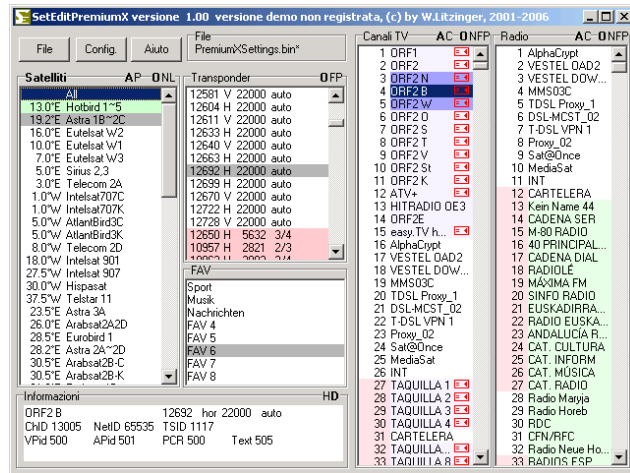 SetEditPremiumX versione 1.00 versione demo non registrata, (c) by W.Litzinger, 2001-2006
File
Config.
Aiuto
File
PremiumXSettings.bin*
Satelliti A P O N L
All
13.0°E Hotbird 1~5
19.2°E Astra 1B~2C
16.0°E Eutelsat W2
10.0°E Eutelsat W1
7.0°E Eutelsat W3
5.0°E Sirius 2,3
3.0°E Telecom 2A
1.0°W Intelsat707C
1.0°W Intelsat707K
5.0°W AtlantBird3C
5.0°W AtlantBird3K
8.0°W Telecom 2D
18.0°W Intelsat 901
27.5°W Intelsat 907
30.0°W Hispasat
37.5°W Telstar 11
23.5°E Astra 3A
26.0°E Arabsat2A2D
28.5°E Eurobird 1
28.2°E Astra 2A~2D
30.5°E Arabsat2B-C
30.5°E Arabsat2B-K
Transponder O F P
12581 V 22000 auto
12604 H 22000 auto
12611 V 22000 auto
12633 H 22000 auto
12640 V 22000 auto
12663 H 22000 auto
12692 H 22000 auto
12699 H 22000 auto
12670 V 22000 auto
12722 H 22000 auto
12728 V 22000 auto
12650 H 5632 3/4
10957 H 2821 2/3
FAV
Sport
Musik
Nachrichten
FAV 4
FAV 5
FAV 6
FAV 7
FAV 8
Canali TV A C O N F P
1 ORF1
2 ORF2
3 ORF2 N
4 ORF2 B
5 ORF2 W
6 ORF2 O
7 ORF2 S
8 ORF2 T
9 ORF2 V
10 ORF2 St
11 ORF2 K
12 ATV+
13 HITRADIO OE3
14 ORF2E
15 easy.TV h...
16 AlphaCrypt
17 VESTEL OAD2
18 VESTEL DOW...
19 MMS03C
20 TDSL Proxy_1
21 DSL-MCST_02
22 T-DSL VPN 1
23 Proxy_02
24 Sat@Once
25 MediaSat
26 INT
27 TAQUILLA 1
28 TAQUILLA 2
29 TAQUILLA 3
30 TAQUILLA 4
31 CARTELERA
32 TAQUILLA...
33 TAQUILLA 8
Radio A C O N F P
1 AlphaCrypt
2 VESTEL OAD2
3 VESTEL DOW...
4 MMS03C
5 TDSL Proxy_1
6 DSL-MCST_02
7 T-DSL VPN 1
8 Proxy_02
9 Sat@Once
10 MediaSat
11 INT
12 CARTELERA
13 Kein Name 44
14 CADENA SER
15 M-80 RADIO
16 40 PRINCIPAL...
17 CADENA DIAL
18 RADIOLÉ
19 MÁXIMA FM
20 SINFO RADIO
21 EUSKADIRRA...
22 RADIO EUSKA...
23 ANDALUCÍA R...
24 CAT. CULTURA
25 CAT. INFORM
26 CAT. MÚSICA
27 CAT. RADIO
28 Radio Maryja
29 Radio Horeb
30 RDC
31 CFN/RFC
32 Radio Neue Ho...
33 RADIOS ESP
Informazioni HD
ORF2 B 12692 hor 22000 auto
ChID 13005 NetID 65535 TSID 1117
VPid 500 APid 501 PCR 500 Text 505